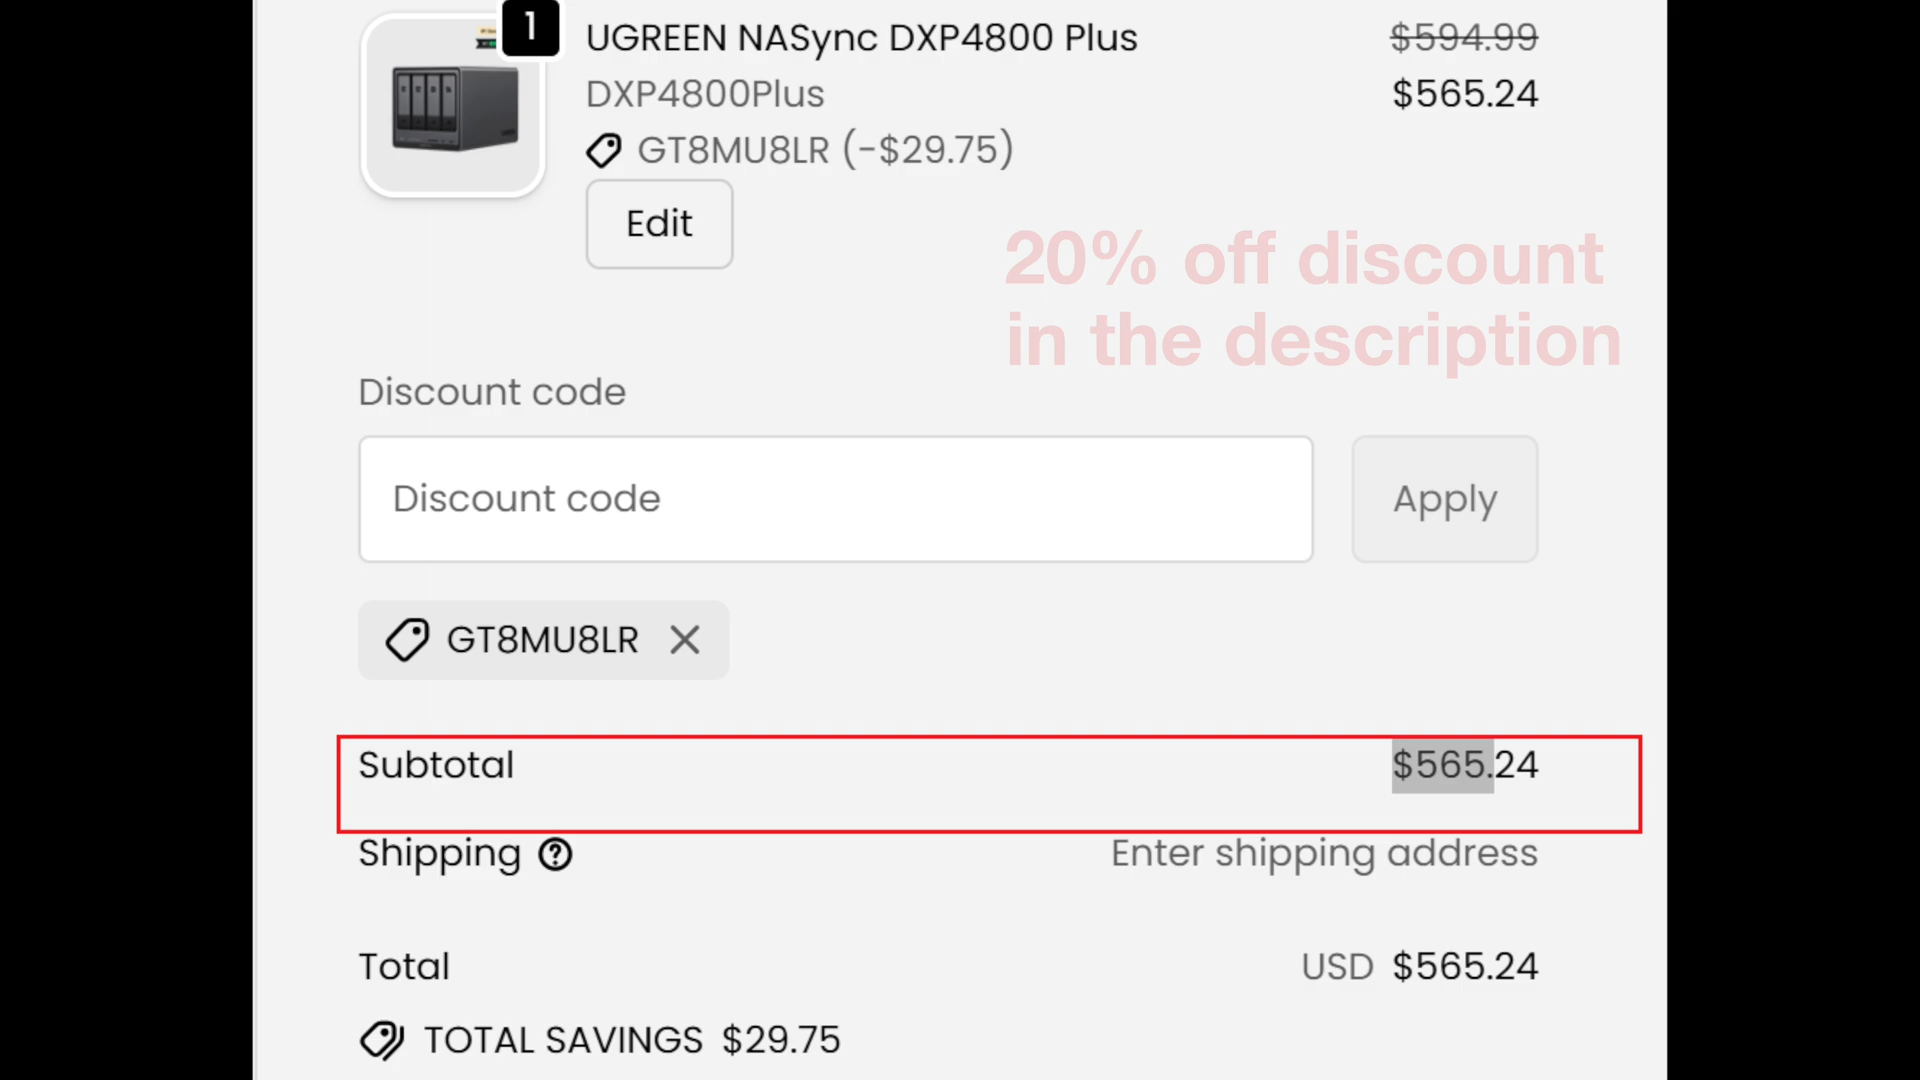 1
UGREEN NASync DXP4800 Plus
$594.99
DXP4800Plus
$565.24
GT8MU8LR (-$29.75)
Edit
20% off discount
in the description
Discount code
Discount code
Apply
GT8MU8LR
Subtotal
$565.24
Shipping
Enter shipping address
Total
USD $565.24
TOTAL SAVINGS $29.75